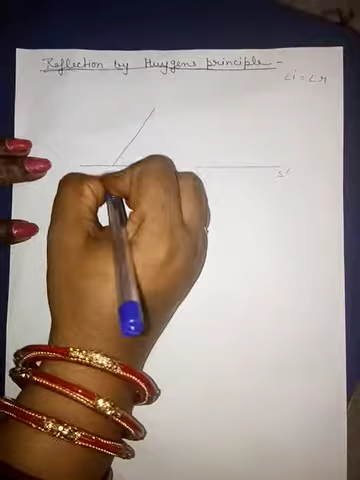 Reflection by Huygens principle -
∠i = ∠r
s'